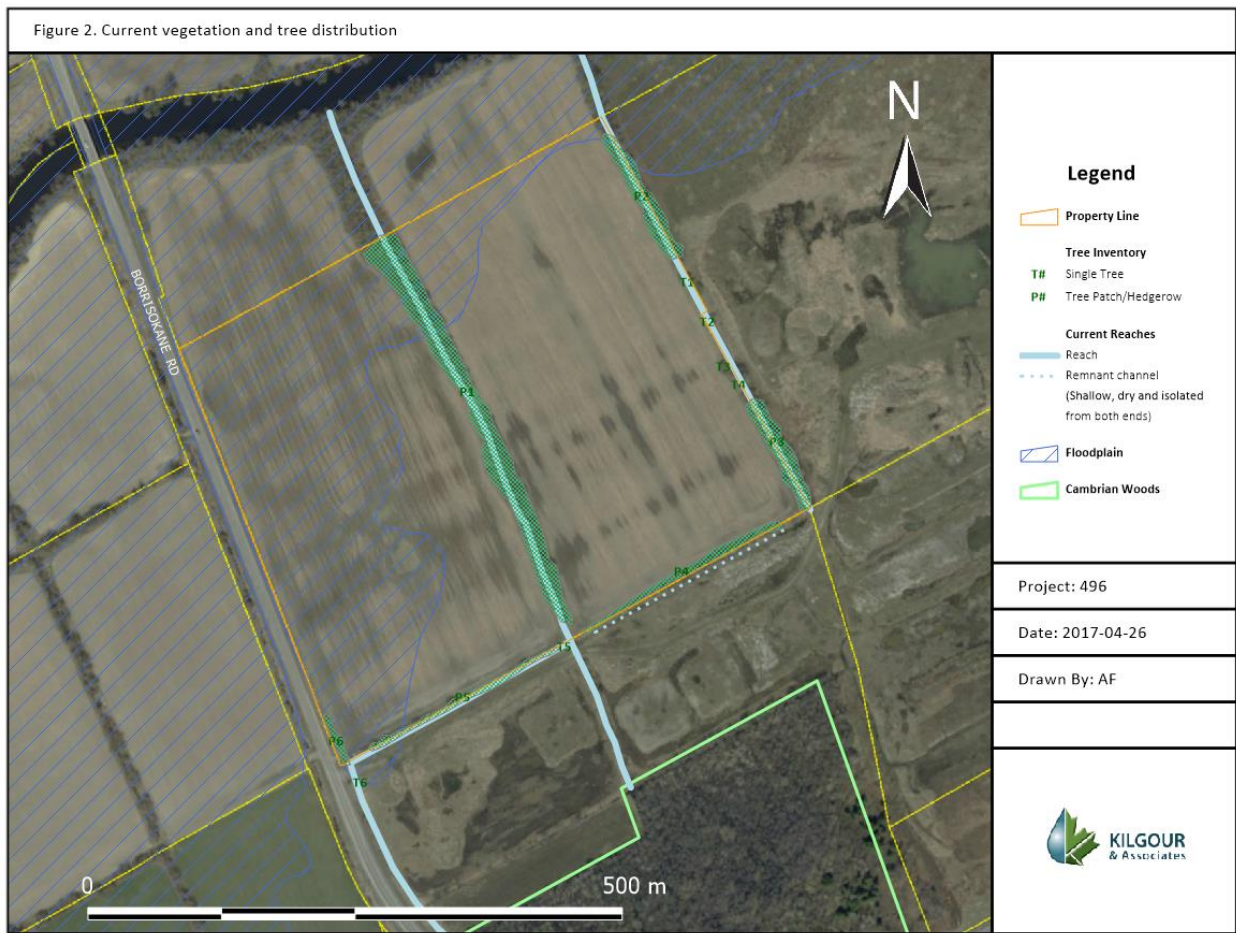 Figure 2. Current vegetation and tree distribution
N
BORRISOKANE RD
P2
T1
T2
T3
T4
P1
P3
P4
T5
P5
P6
T6
0
500 m
Legend
Property Line
Tree Inventory
T# Single Tree
P# Tree Patch/Hedgerow
Current Reaches
Reach
Remnant channel
(Shallow, dry and isolated
from both ends)
Floodplain
Cambrian Woods
Project: 496
Date: 2017-04-26
Drawn By: AF
KILGOUR
& Associates